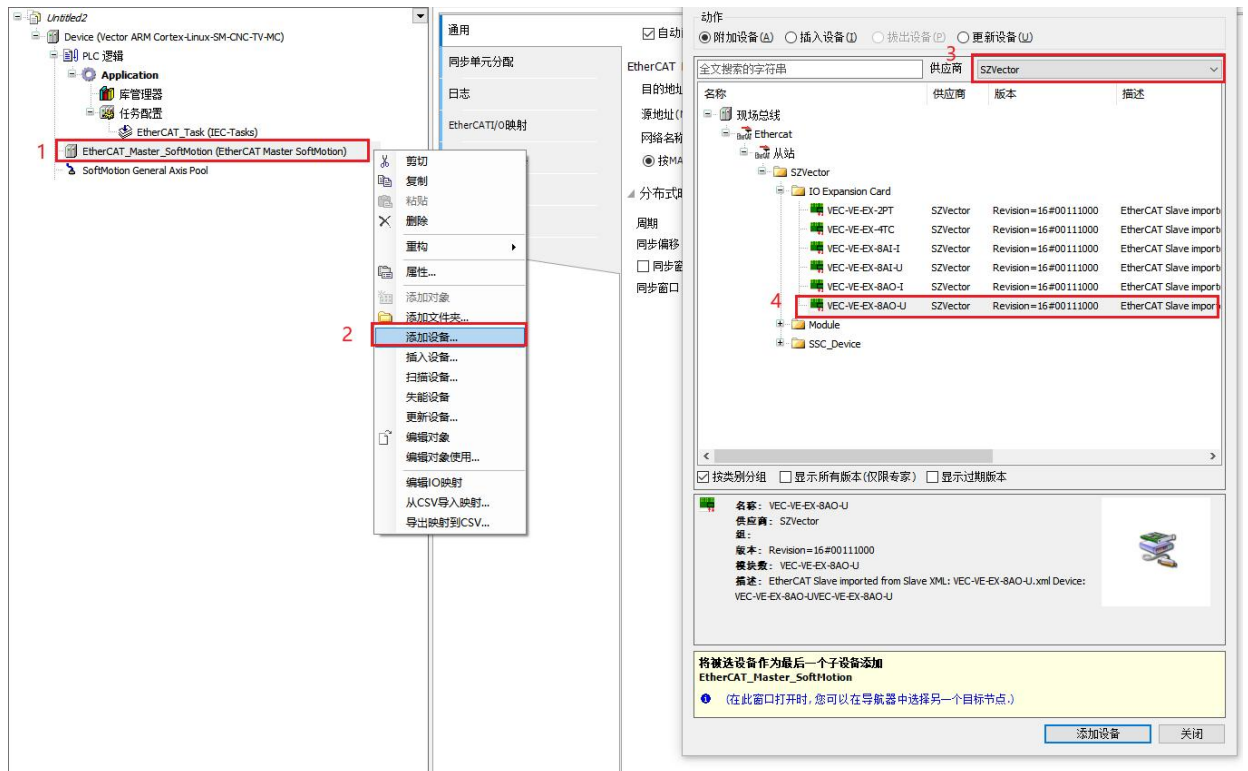 Untitled2
Device (Vector ARM Cortex-Linux-SM-CNC-TV-MC)
PLC 逻辑
Application
库管理器
任务配置
EtherCAT_Task (IEC-Tasks)
1
EtherCAT_Master_SoftMotion (EtherCAT Master SoftMotion)
SoftMotion General Axis Pool
剪切
复制
粘贴
删除
重构
属性...
添加对象
添加文件夹...
2
添加设备...
插入设备...
扫描设备...
失能设备
更新设备...
编辑对象
编辑对象使用...
编辑IO映射
从CSV导入映射...
导出映射到CSV...
通用
同步单元分配
日志
EtherCATI/O映射
自动
EtherCAT
目的地址
源地址(
网络名称
按MA
分布式时
周期
同步偏移
同步窗
同步窗口
动作
附加设备(A) 插入设备(I) 拔出设备(P) 更新设备(U)
3
全文搜索的字符串 供应商 SZVector
名称 供应商 版本 描述
现场总线
EtherCAT Ethercat
EtherCAT 从站
SZVector
IO Expansion Card
VEC-VE-EX-2PT SZVector Revision=16#00111000 EtherCAT Slave import
VEC-VE-EX-4TC SZVector Revision=16#00111000 EtherCAT Slave import
VEC-VE-EX-8AI-I SZVector Revision=16#00111000 EtherCAT Slave import
VEC-VE-EX-8AI-U SZVector Revision=16#00111000 EtherCAT Slave import
VEC-VE-EX-8AO-I SZVector Revision=16#00111000 EtherCAT Slave import
4
VEC-VE-EX-8AO-U SZVector Revision=16#00111000 EtherCAT Slave import
Module
SSC_Device
按类别分组 显示所有版本(仅限专家) 显示过期版本
名称: VEC-VE-EX-8AO-U
供应商: SZVector
组:
版本: Revision=16#00111000
模块数: VEC-VE-EX-8AO-U
描述: EtherCAT Slave imported from Slave XML: VEC-VE-EX-8AO-U.xml Device:
VEC-VE-EX-8AO-UVEC-VE-EX-8AO-U
将被选设备作为最后一个子设备添加
EtherCAT_Master_SoftMotion
(在此窗口打开时,您可以在导航器中选择另一个目标节点.)
添加设备 关闭